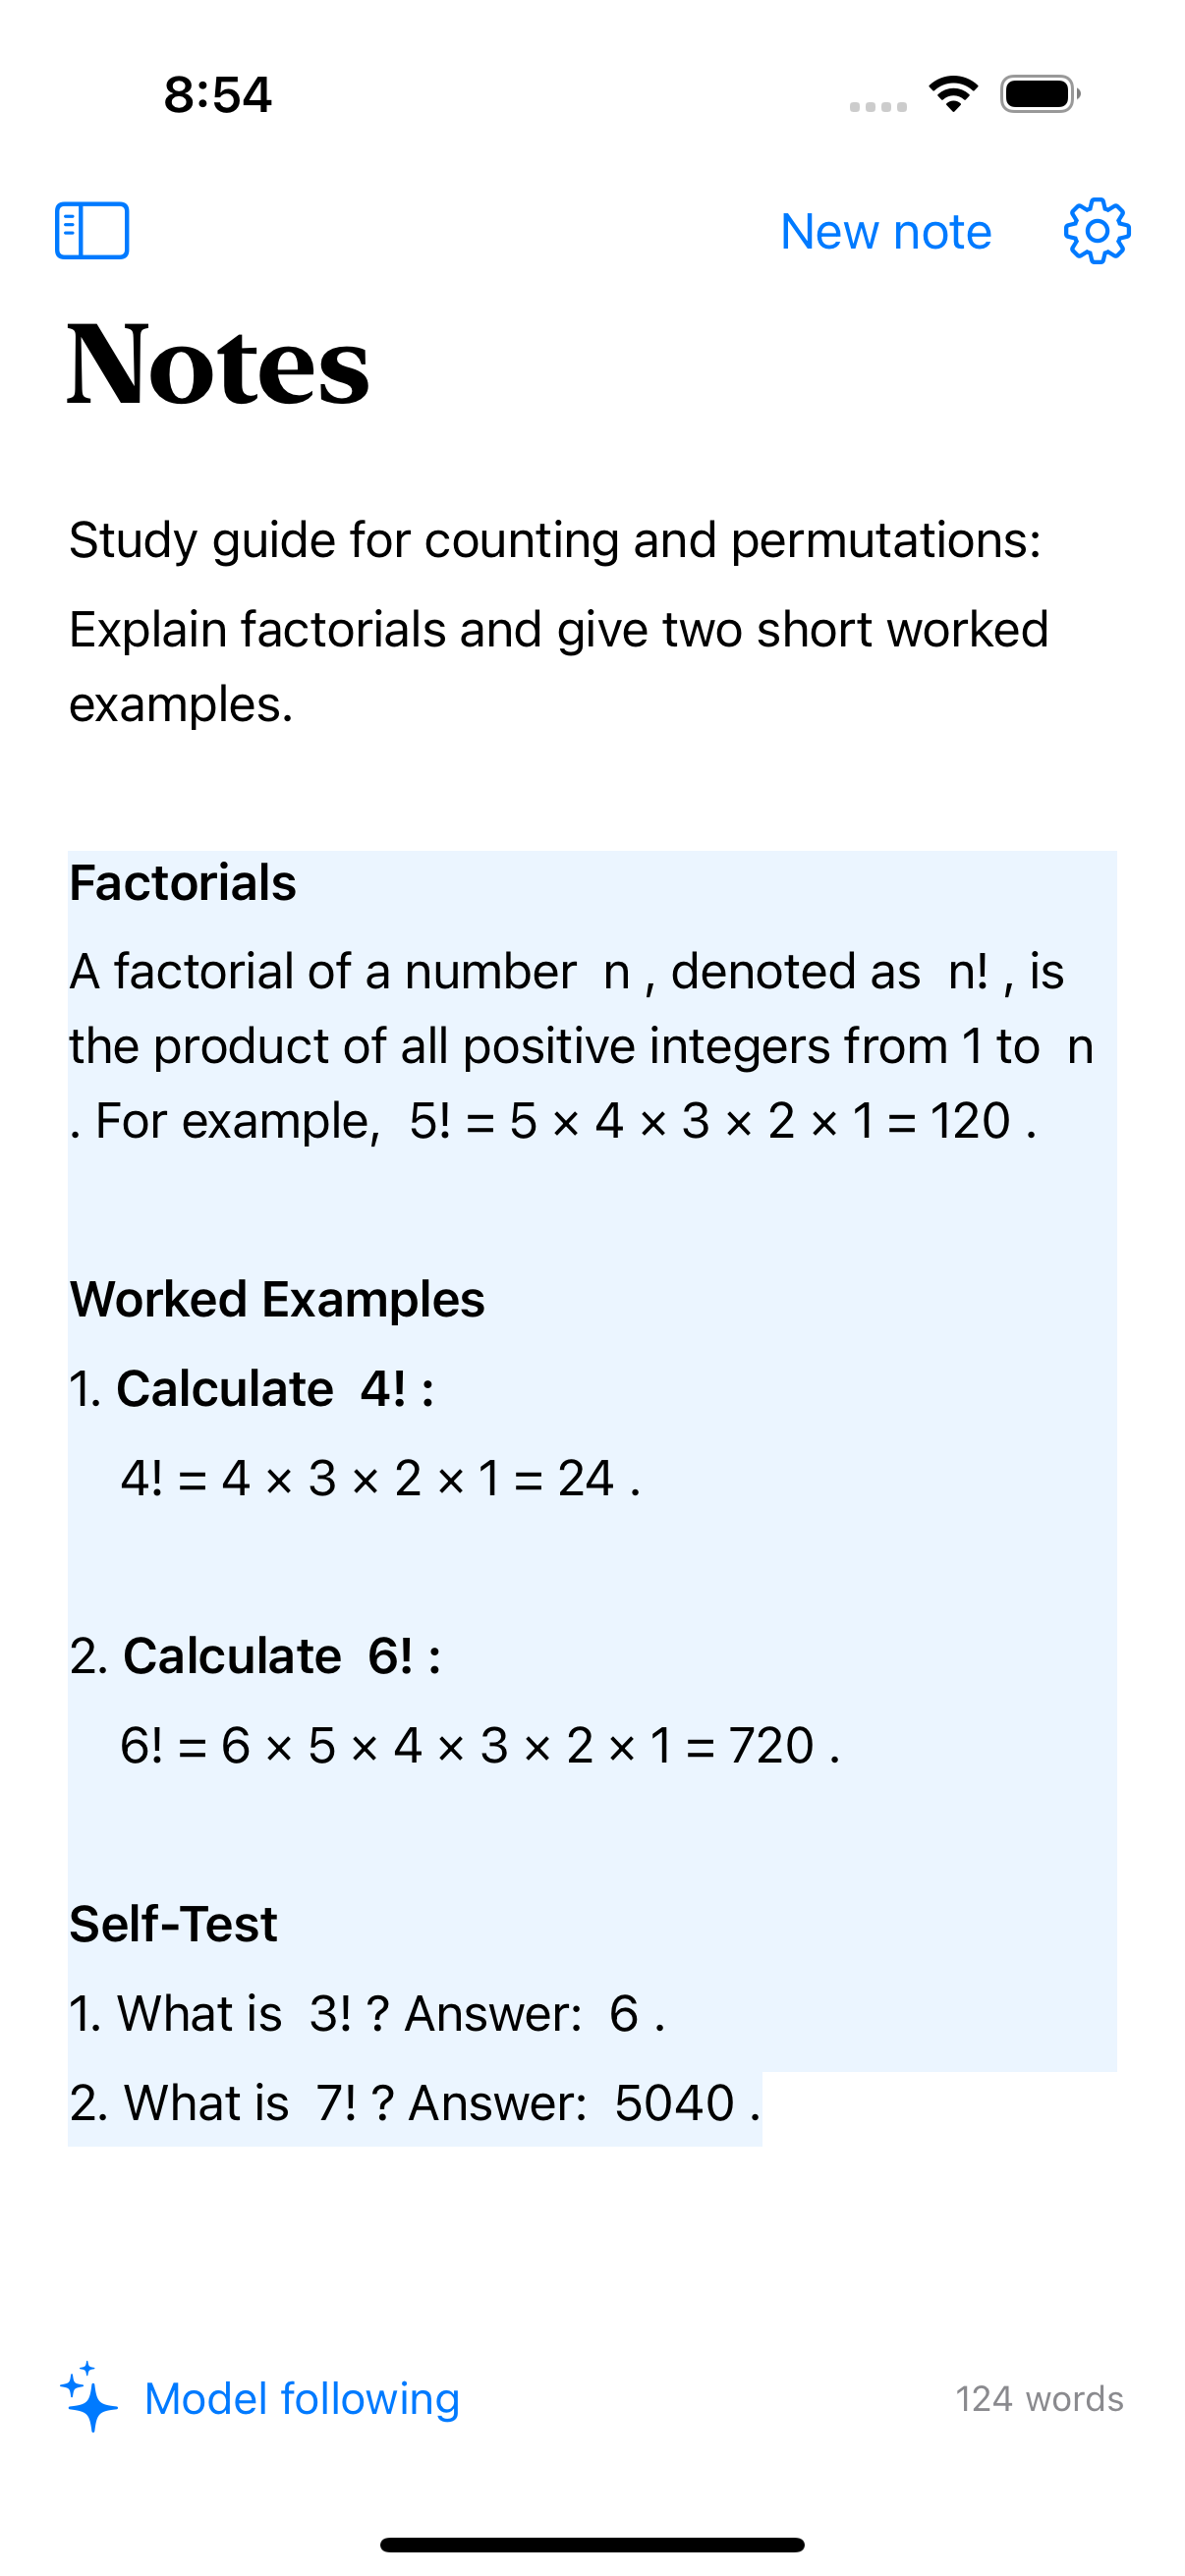 8:54
New note
Notes
Study guide for counting and permutations:
Explain factorials and give two short worked
examples.
Factorials
A factorial of a number  n , denoted as  n! , is
the product of all positive integers from 1 to  n
. For example,  5! = 5 × 4 × 3 × 2 × 1 = 120 .
Worked Examples
1. Calculate  4! :
4! = 4 × 3 × 2 × 1 = 24 .
2. Calculate  6! :
6! = 6 × 5 × 4 × 3 × 2 × 1 = 720 .
Self-Test
1. What is  3! ? Answer:  6 .
2. What is  7! ? Answer:  5040 .
Model following
124 words